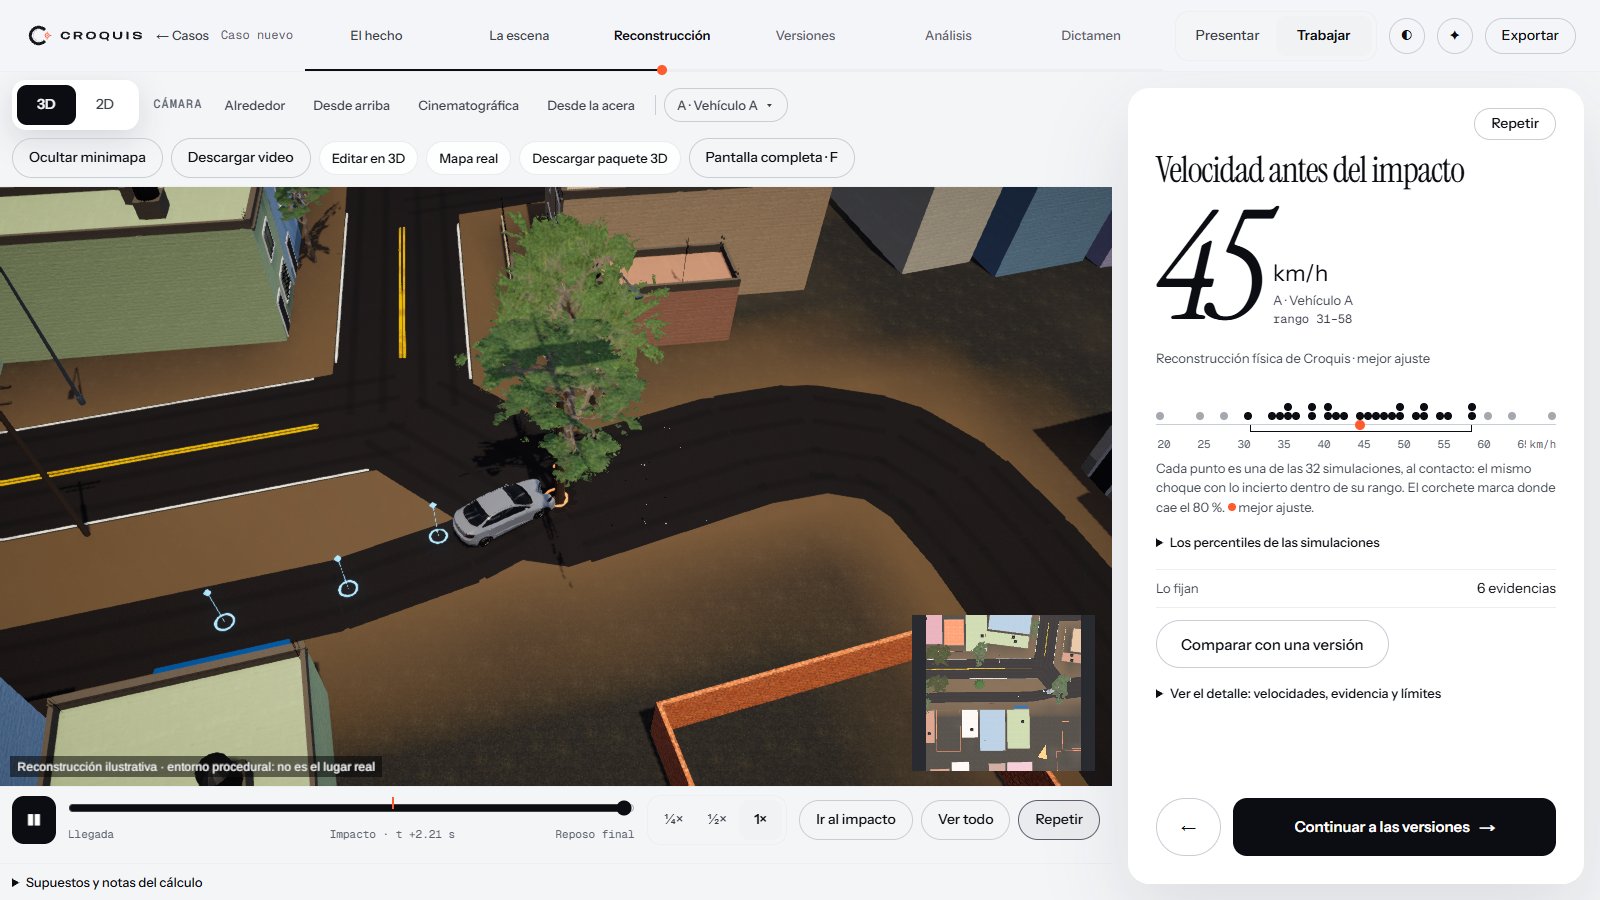 CROQUIS ← Casos Caso nuevo El hecho La escena Reconstrucción Versiones Análisis Dictamen Presentar Trabajar Exportar
3D 2D CÁMARA Alrededor Desde arriba Cinematográfica Desde la acera A · Vehículo A
Ocultar minimapa Descargar video Editar en 3D Mapa real Descargar paquete 3D Pantalla completa · F
Reconstrucción ilustrativa · entorno procedural: no es el lugar real
Llegada Impacto · t +2.21 s Reposo final
¼× ½× 1× Ir al impacto Ver todo Repetir
Supuestos y notas del cálculo
Repetir
Velocidad antes del impacto
45 km/h
A · Vehículo A
rango 31–58
Reconstrucción física de Croquis · mejor ajuste
20 25 30 35 40 45 50 55 60 km/h
Cada punto es una de las 32 simulaciones, al contacto: el mismo
choque con lo incierto dentro de su rango. El corchete marca donde
cae el 80 %. mejor ajuste.
Los percentiles de las simulaciones
Lo fijan 6 evidencias
Comparar con una versión
Ver el detalle: velocidades, evidencia y límites
← Continuar a las versiones →